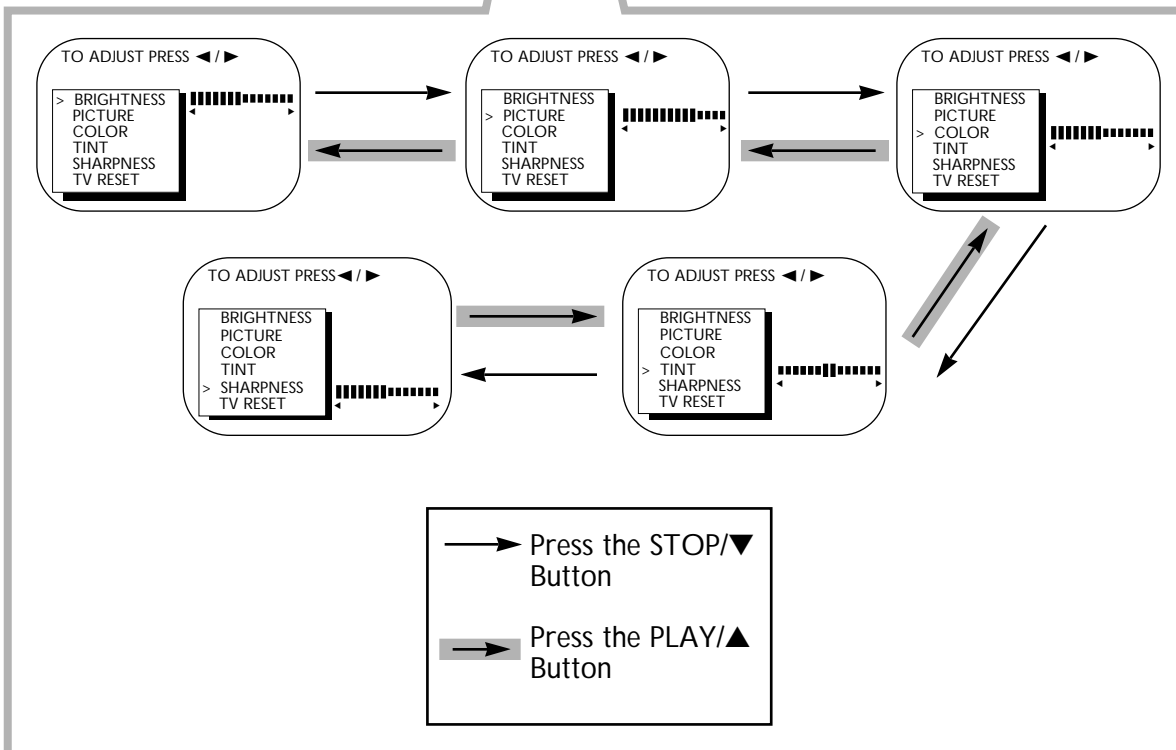 TO ADJUST PRESS ◄ / ►
> BRIGHTNESS
PICTURE
COLOR
TINT
SHARPNESS
TV RESET
TO ADJUST PRESS ◄ / ►
BRIGHTNESS
> PICTURE
COLOR
TINT
SHARPNESS
TV RESET
TO ADJUST PRESS ◄ / ►
BRIGHTNESS
PICTURE
> COLOR
TINT
SHARPNESS
TV RESET
TO ADJUST PRESS ◄ / ►
BRIGHTNESS
PICTURE
COLOR
TINT
> SHARPNESS
TV RESET
TO ADJUST PRESS ◄ / ►
BRIGHTNESS
PICTURE
COLOR
> TINT
SHARPNESS
TV RESET
Press the STOP/▼
Button
Press the PLAY/▲
Button